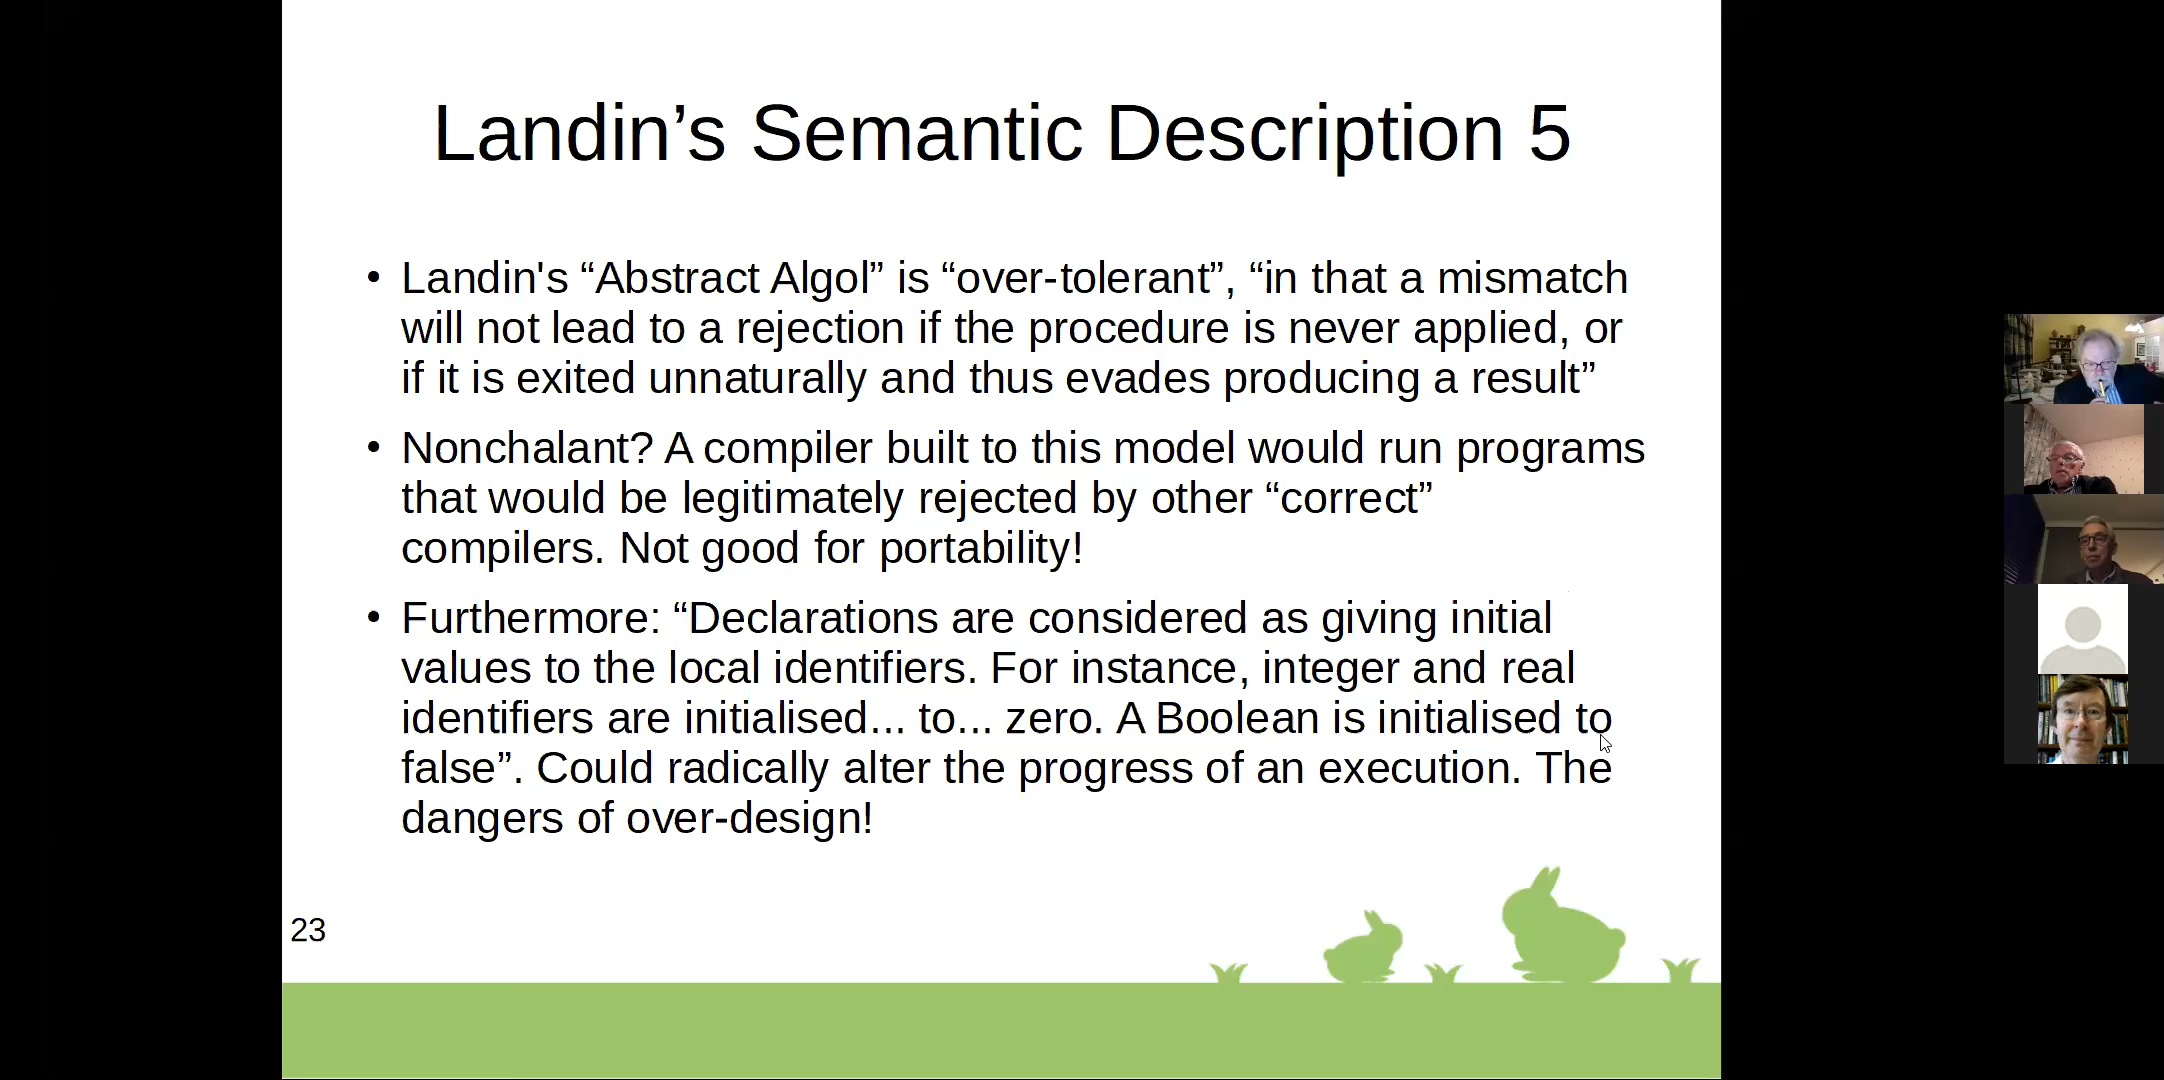 Landin’s Semantic Description 5
• Landin's “Abstract Algol” is “over-tolerant”, “in that a mismatch
will not lead to a rejection if the procedure is never applied, or
if it is exited unnaturally and thus evades producing a result”
• Nonchalant? A compiler built to this model would run programs
that would be legitimately rejected by other “correct”
compilers. Not good for portability!
• Furthermore: “Declarations are considered as giving initial
values to the local identifiers. For instance, integer and real
identifiers are initialised... to... zero. A Boolean is initialised to
false”. Could radically alter the progress of an execution. The
dangers of over-design!
23